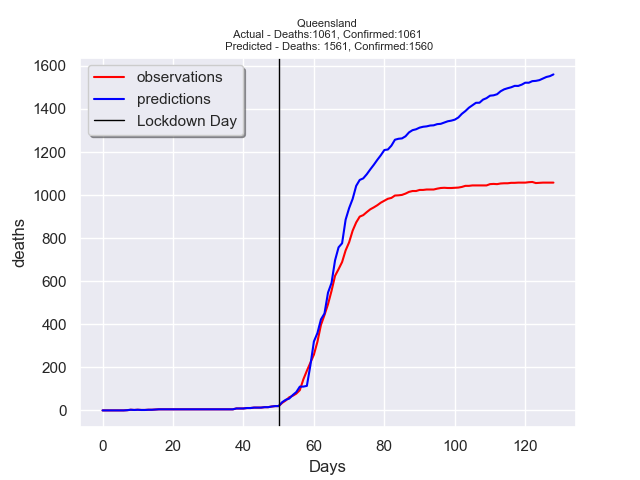 Queensland
Actual - Deaths:1061, Confirmed:1061
Predicted - Deaths: 1561, Confirmed:1560
observations
predictions
Lockdown Day
1600
1400
1200
1000
800
600
400
200
0
deaths
0 20 40 60 80 100 120
Days